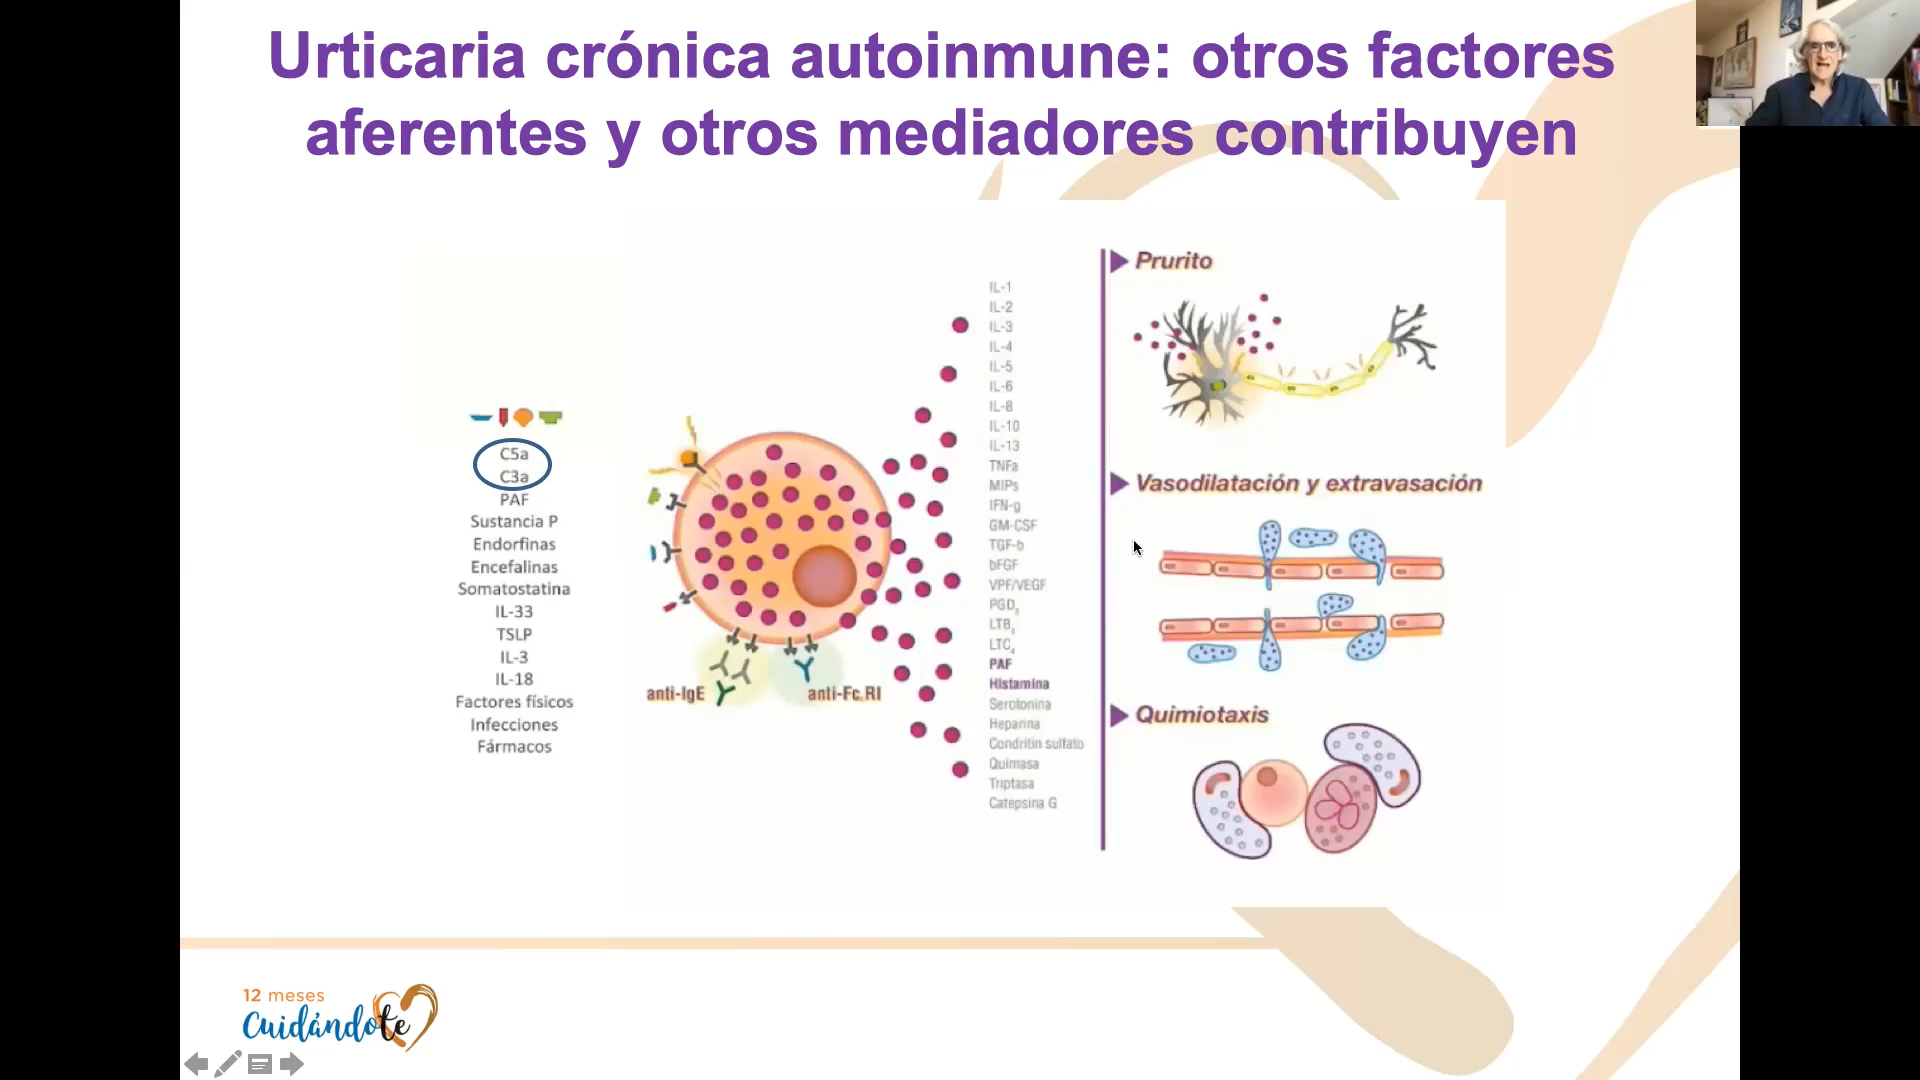 Urticaria crónica autoinmune: otros factores
aferentes y otros mediadores contribuyen
C5a
C3a
PAF
Sustancia P
Endorfinas
Encefalinas
Somatostatina
IL-33
TSLP
IL-3
IL-18
Factores físicos
Infecciones
Fármacos
anti-IgE
anti-FcεRI
IL-1
IL-2
IL-3
IL-4
IL-5
IL-6
IL-8
IL-10
IL-13
TNFa
MIPs
IFN-g
GM-CSF
TGF-b
bFGF
VPF/VEGF
PGD₂
LTB₄
LTC₄
PAF
Histamina
Serotonina
Heparina
Condritin sulfato
Quimasa
Triptasa
Catepsina G
Prurito
Vasodilatación y extravasación
Quimiotaxis
12 meses
Cuidándote